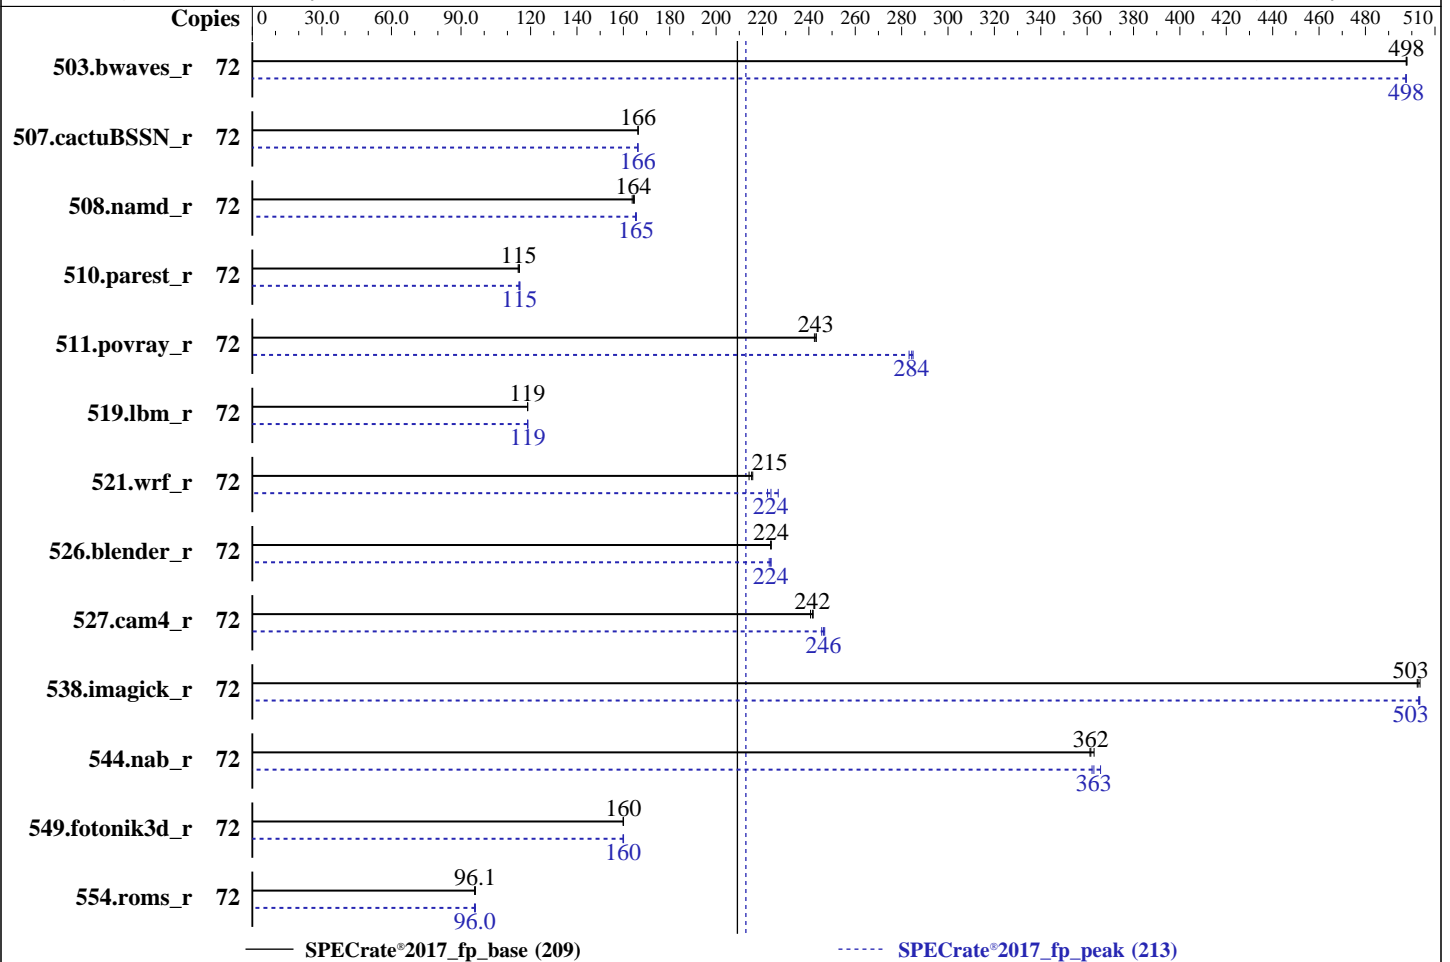 Copies 0 30.0 60.0 90.0 120 140 160 180 200 220 240 260 280 300 320 340 360 380 400 420 440 460 480 510
503.bwaves_r 72 498
498
507.cactuBSSN_r 72 166
166
508.namd_r 72 164
165
510.parest_r 72 115
115
511.povray_r 72 243
284
519.lbm_r 72 119
119
521.wrf_r 72 215
224
526.blender_r 72 224
224
527.cam4_r 72 242
246
538.imagick_r 72 503
503
544.nab_r 72 362
363
549.fotonik3d_r 72 160
160
554.roms_r 72 96.1
96.0
SPECrate®2017_fp_base (209) SPECrate®2017_fp_peak (213)